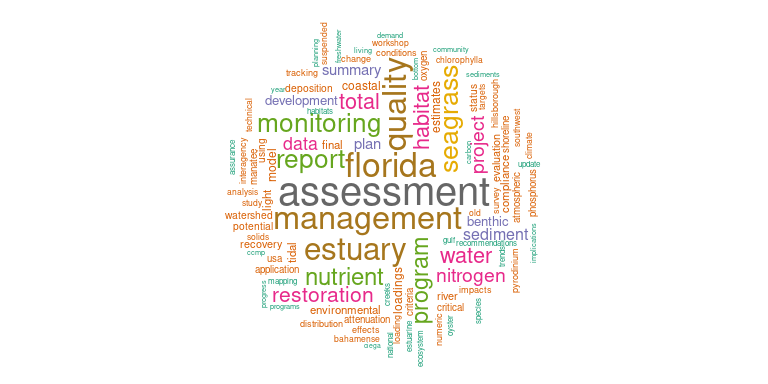 demand
workshop
community
suspended
freshwater
planning
living
change
conditions
chlorophylla
tracking
summary
bottom
oxygen
sediments
year
deposition
coastal
quality
seagrass
status
targets
hillsborough
development
total
habitat
estimates
habitats
technical
monitoring
project
southwest
shoreline
data
final
plan
assurance
interagency
manatee
using
model
report
florida
carbon
evaluation
compliance
climate
update
analysis
study
light
assessment
survey
atmospheric
phosphorus
watershed
potential
management
old
benthic
solids
recovery
tidal
estuary
gulf
sediment
recommendations
implications
ccmp
usa
water
trends
pyrodinium
application
nutrient
program
nitrogen
mapping
progress
restoration
creeks
loadings
criteria
river
impacts
programs
environmental
critical
species
distribution
attenuation
numeric
oyster
effects
loading
bahamense
ciega
national
estuarine
ecosystem